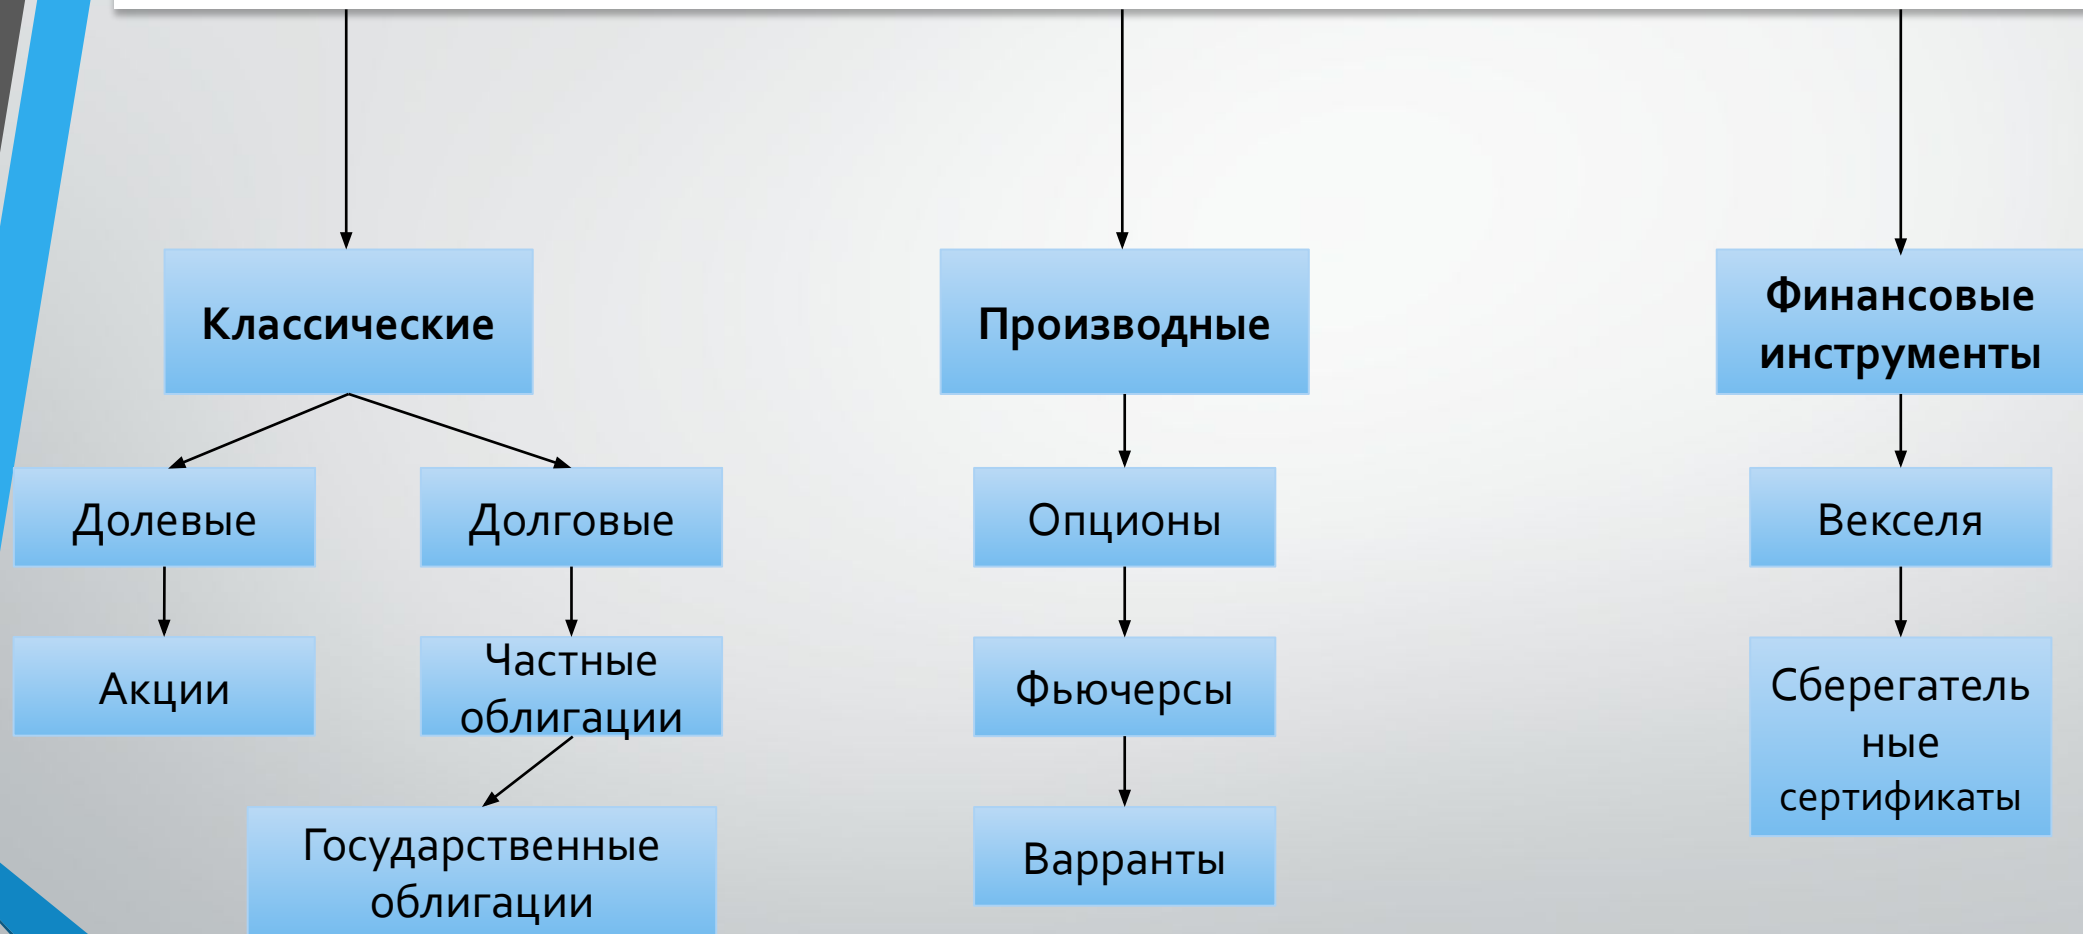 Классические
Производные
Финансовые
инструменты
Долевые
Долговые
Опционы
Векселя
Акции
Частные
облигации
Фьючерсы
Сберегатель
ные
сертификаты
Государственные
облигации
Варранты